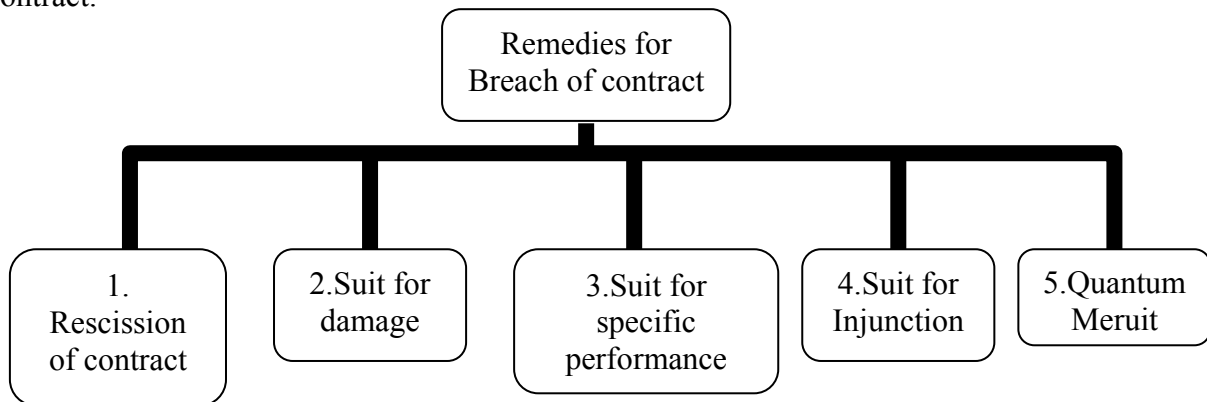 ontract.
Remedies for
Breach of contract
1.
Rescission
of contract
2.Suit for
damage
3.Suit for
specific
performance
4.Suit for
Injunction
5.Quantum
Meruit